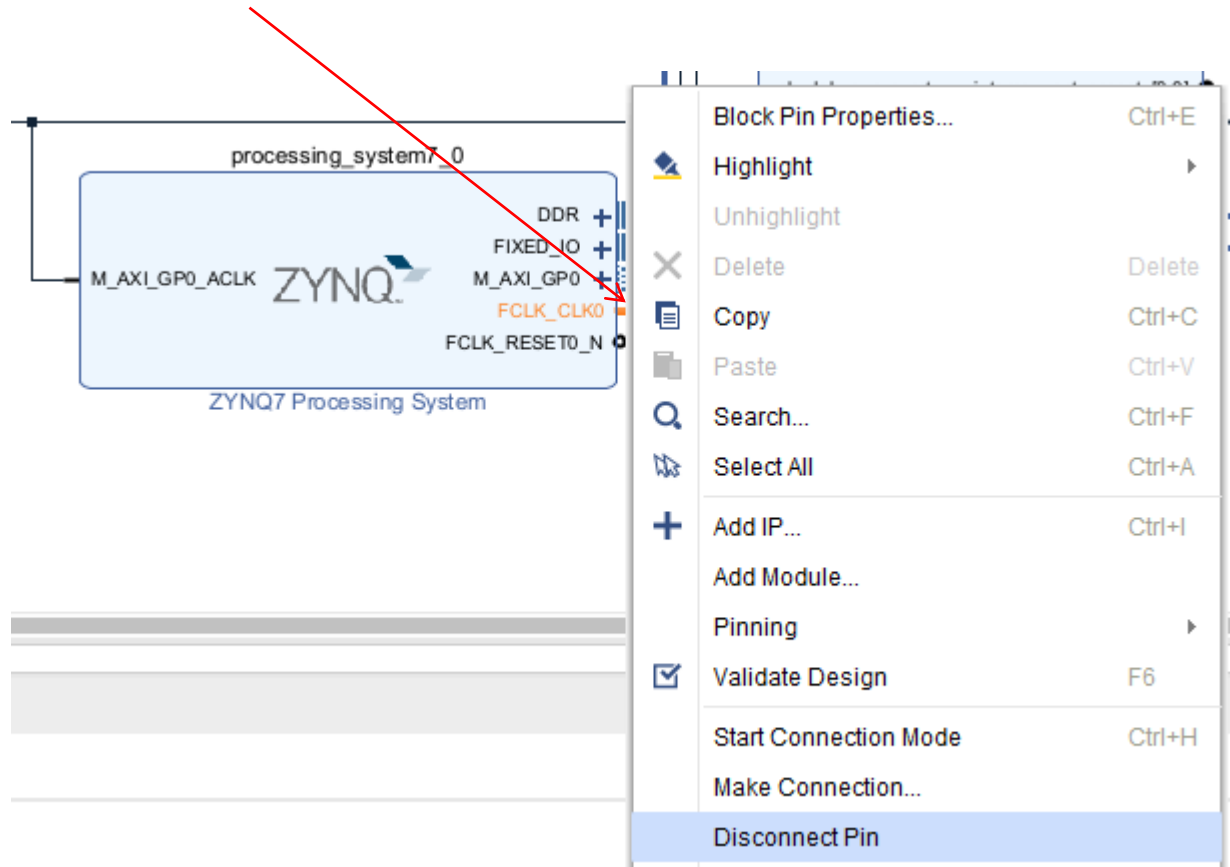 processing_system7_0
DDR
FIXED_IO
M_AXI_GP0_ACLK
ZYNQ
M_AXI_GP0
FCLK_CLK0
FCLK_RESET0_N
ZYNQ7 Processing System
Block Pin Properties... Ctrl+E
Highlight
Unhighlight
Delete Delete
Copy Ctrl+C
Paste Ctrl+V
Search... Ctrl+F
Select All Ctrl+A
Add IP... Ctrl+I
Add Module...
Pinning
Validate Design F6
Start Connection Mode Ctrl+H
Make Connection...
Disconnect Pin